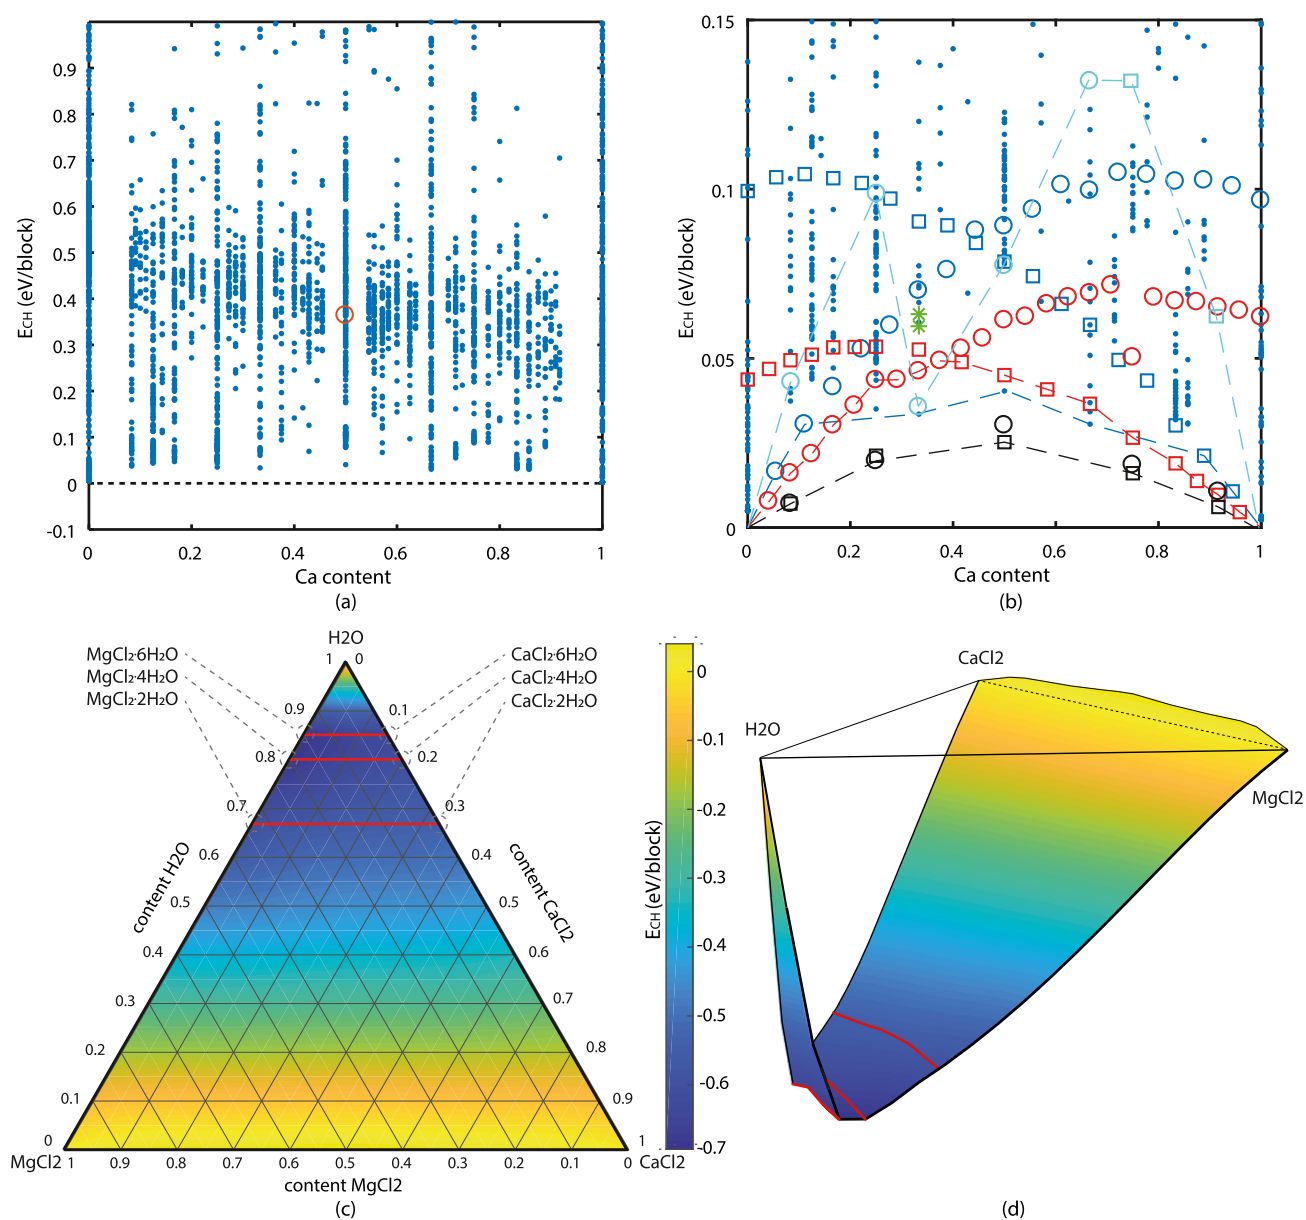 0.9
0.8
0.7
0.6
0.5
0.4
0.3
0.2
0.1
0
-0.1
E_CH (eV/block)
0 0.2 0.4 0.6 0.8 1
Ca content
(a)
0.15
0.1
0.05
0
E_CH (eV/block)
0 0.2 0.4 0.6 0.8 1
Ca content
(b)
H2O
1 0
MgCl₂·6H₂O
MgCl₂·4H₂O
MgCl₂·2H₂O
CaCl₂·6H₂O
CaCl₂·4H₂O
CaCl₂·2H₂O
0.9 0.1
0.8 0.2
0.7 0.3
0.6 0.4
0.5 0.5
0.4 0.6
0.3 0.7
0.2 0.8
0.1 0.9
0 1
content H2O
content CaCl2
MgCl2 1 0.9 0.8 0.7 0.6 0.5 0.4 0.3 0.2 0.1 0 CaCl2
content MgCl2
(c)
0
-0.1
-0.2
-0.3
-0.4
-0.5
-0.6
-0.7
E_CH (eV/block)
CaCl2
H2O
MgCl2
(d)